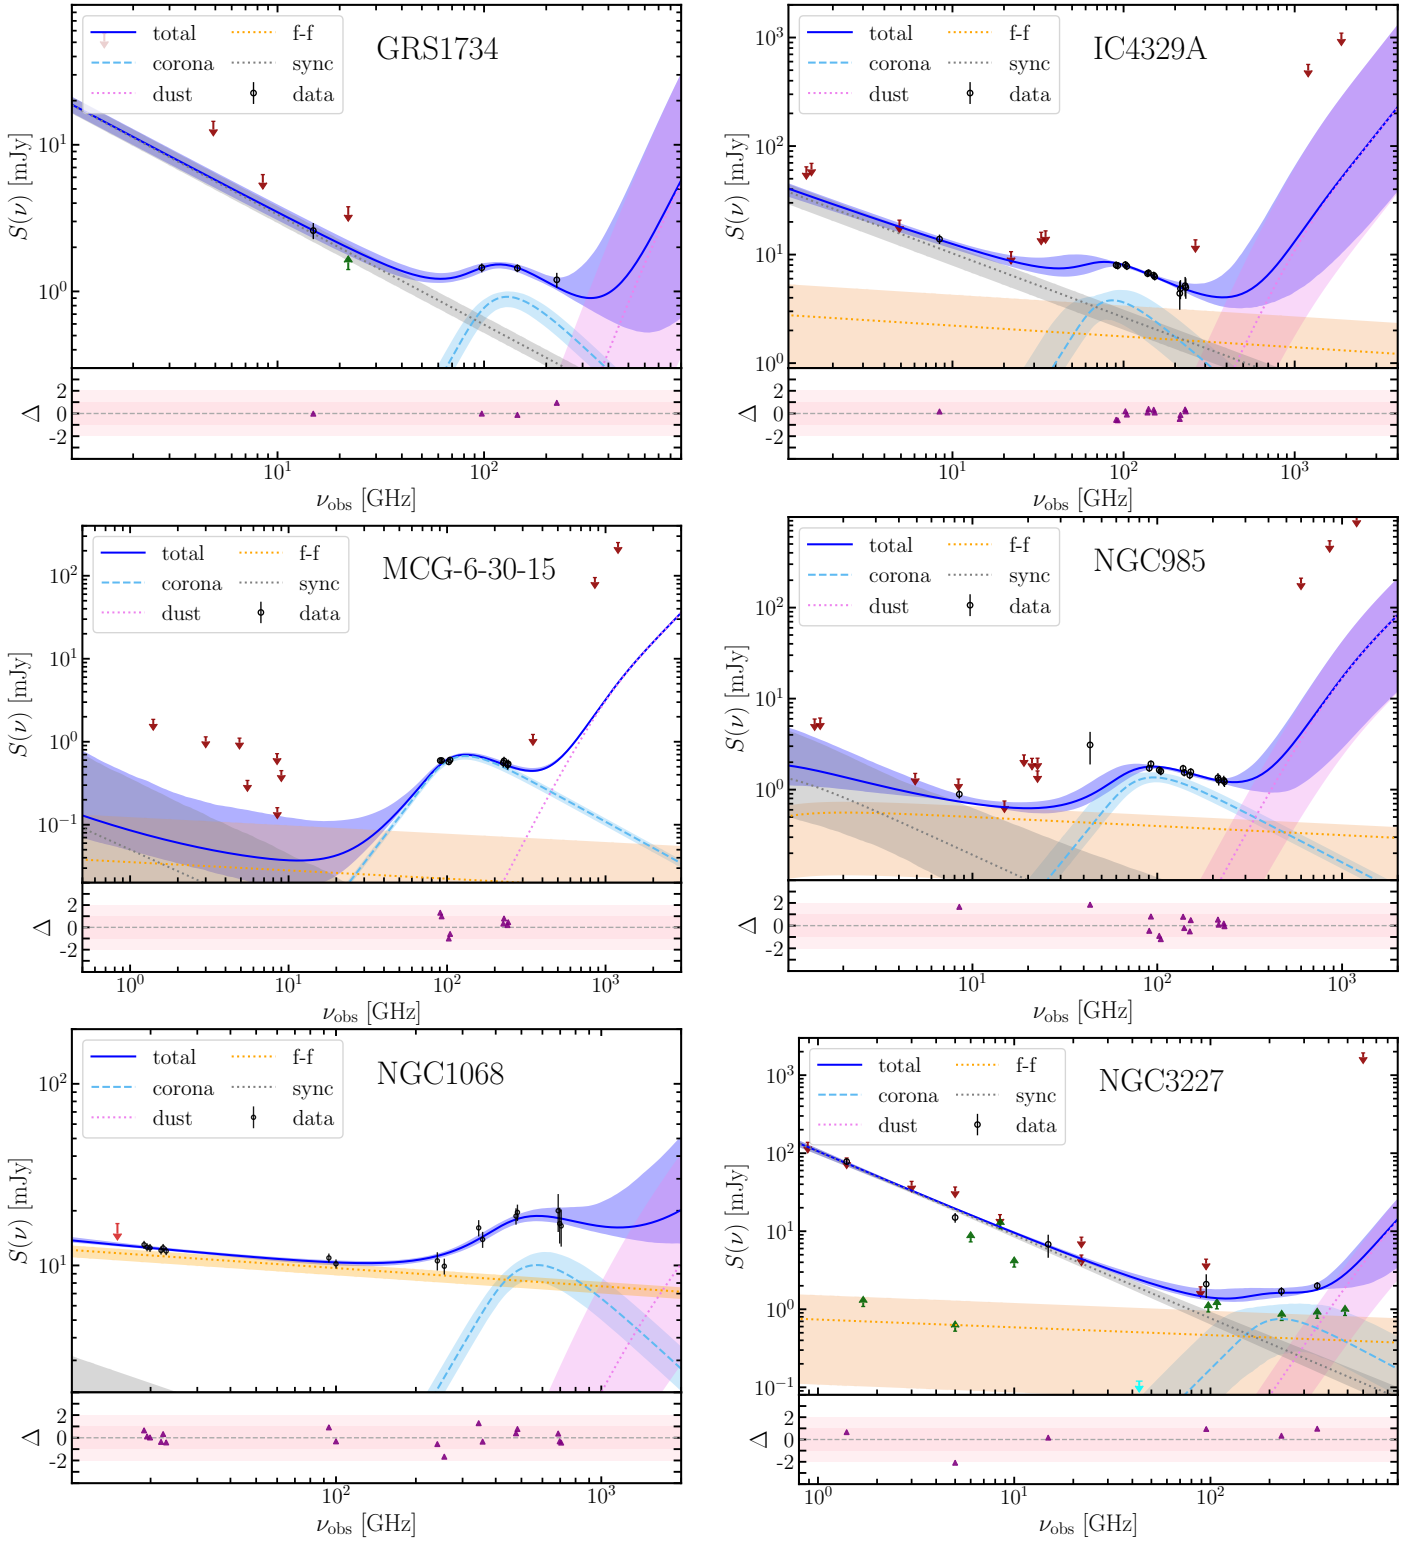 total
f-f
corona
sync
dust
data
GRS1734
S(ν) [mJy]
10¹
10⁰
Δ
2
0
-2
10¹
10²
ν_obs [GHz]
total
f-f
corona
sync
dust
data
IC4329A
S(ν) [mJy]
10³
10²
10¹
10⁰
Δ
2
0
-2
10¹
10²
10³
ν_obs [GHz]
total
f-f
corona
sync
dust
data
MCG-6-30-15
S(ν) [mJy]
10²
10¹
10⁰
10⁻¹
Δ
2
0
-2
10⁰
10¹
10²
10³
ν_obs [GHz]
total
f-f
corona
sync
dust
data
NGC985
S(ν) [mJy]
10²
10¹
10⁰
Δ
2
0
-2
10¹
10²
10³
ν_obs [GHz]
total
f-f
corona
sync
dust
data
NGC1068
S(ν) [mJy]
10²
10¹
Δ
2
0
-2
10²
10³
ν_obs [GHz]
total
f-f
corona
sync
dust
data
NGC3227
S(ν) [mJy]
10³
10²
10¹
10⁰
10⁻¹
Δ
2
0
-2
10⁰
10¹
10²
ν_obs [GHz]